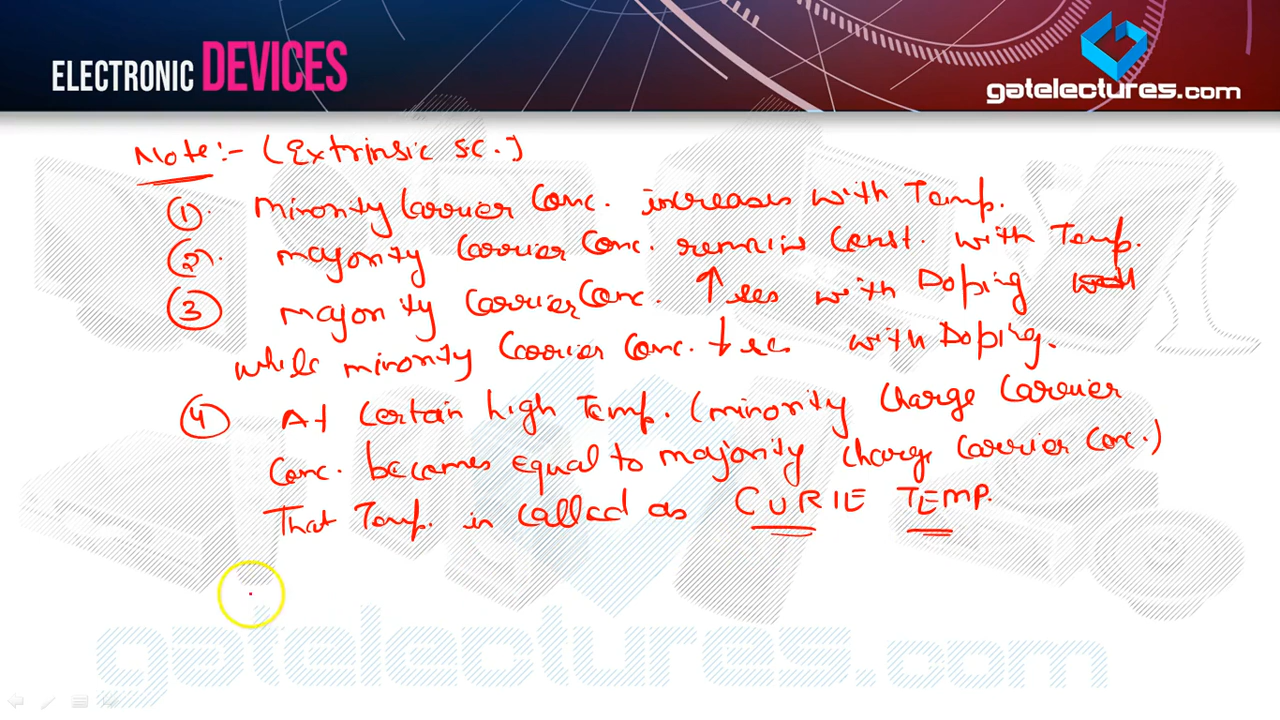 ELECTRONIC DEVICES
gatelectures.com
Note:- (Extrinsic sc.)
① minority Carrier Conc. increases with Temp.
② majority Carrier Conc. remains Const. with Temp.
③ majority Carrier Conc. ↑ses with Doping
while minority Carrier Conc. ↓ses with Doping.
④ At Certain high Temp. (minority Charge Carrier
Conc. becomes equal to majority charge Carrier Conc.)
That Temp. is called as CURIE TEMP.
gatelectures.com